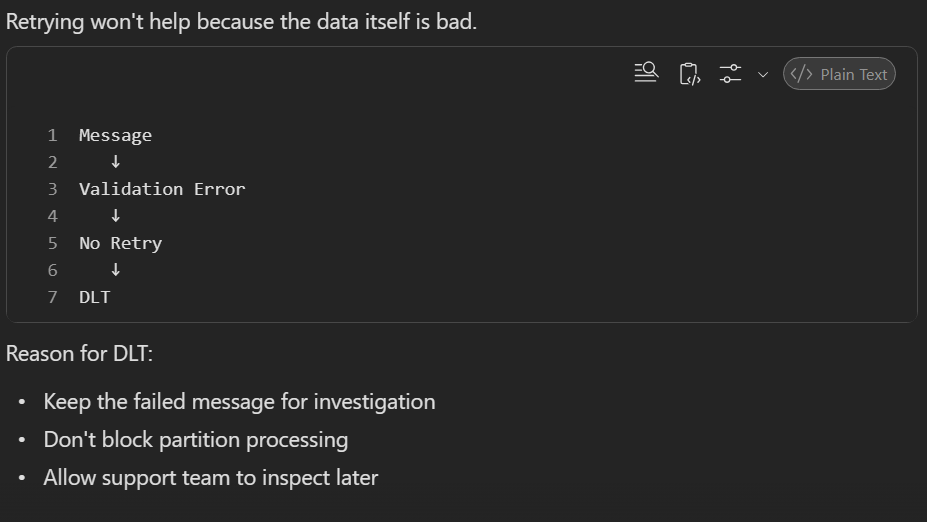 Retrying won't help because the data itself is bad.
</> Plain Text
1 Message
2 ↓
3 Validation Error
4 ↓
5 No Retry
6 ↓
7 DLT
Reason for DLT:
• Keep the failed message for investigation
• Don't block partition processing
• Allow support team to inspect later